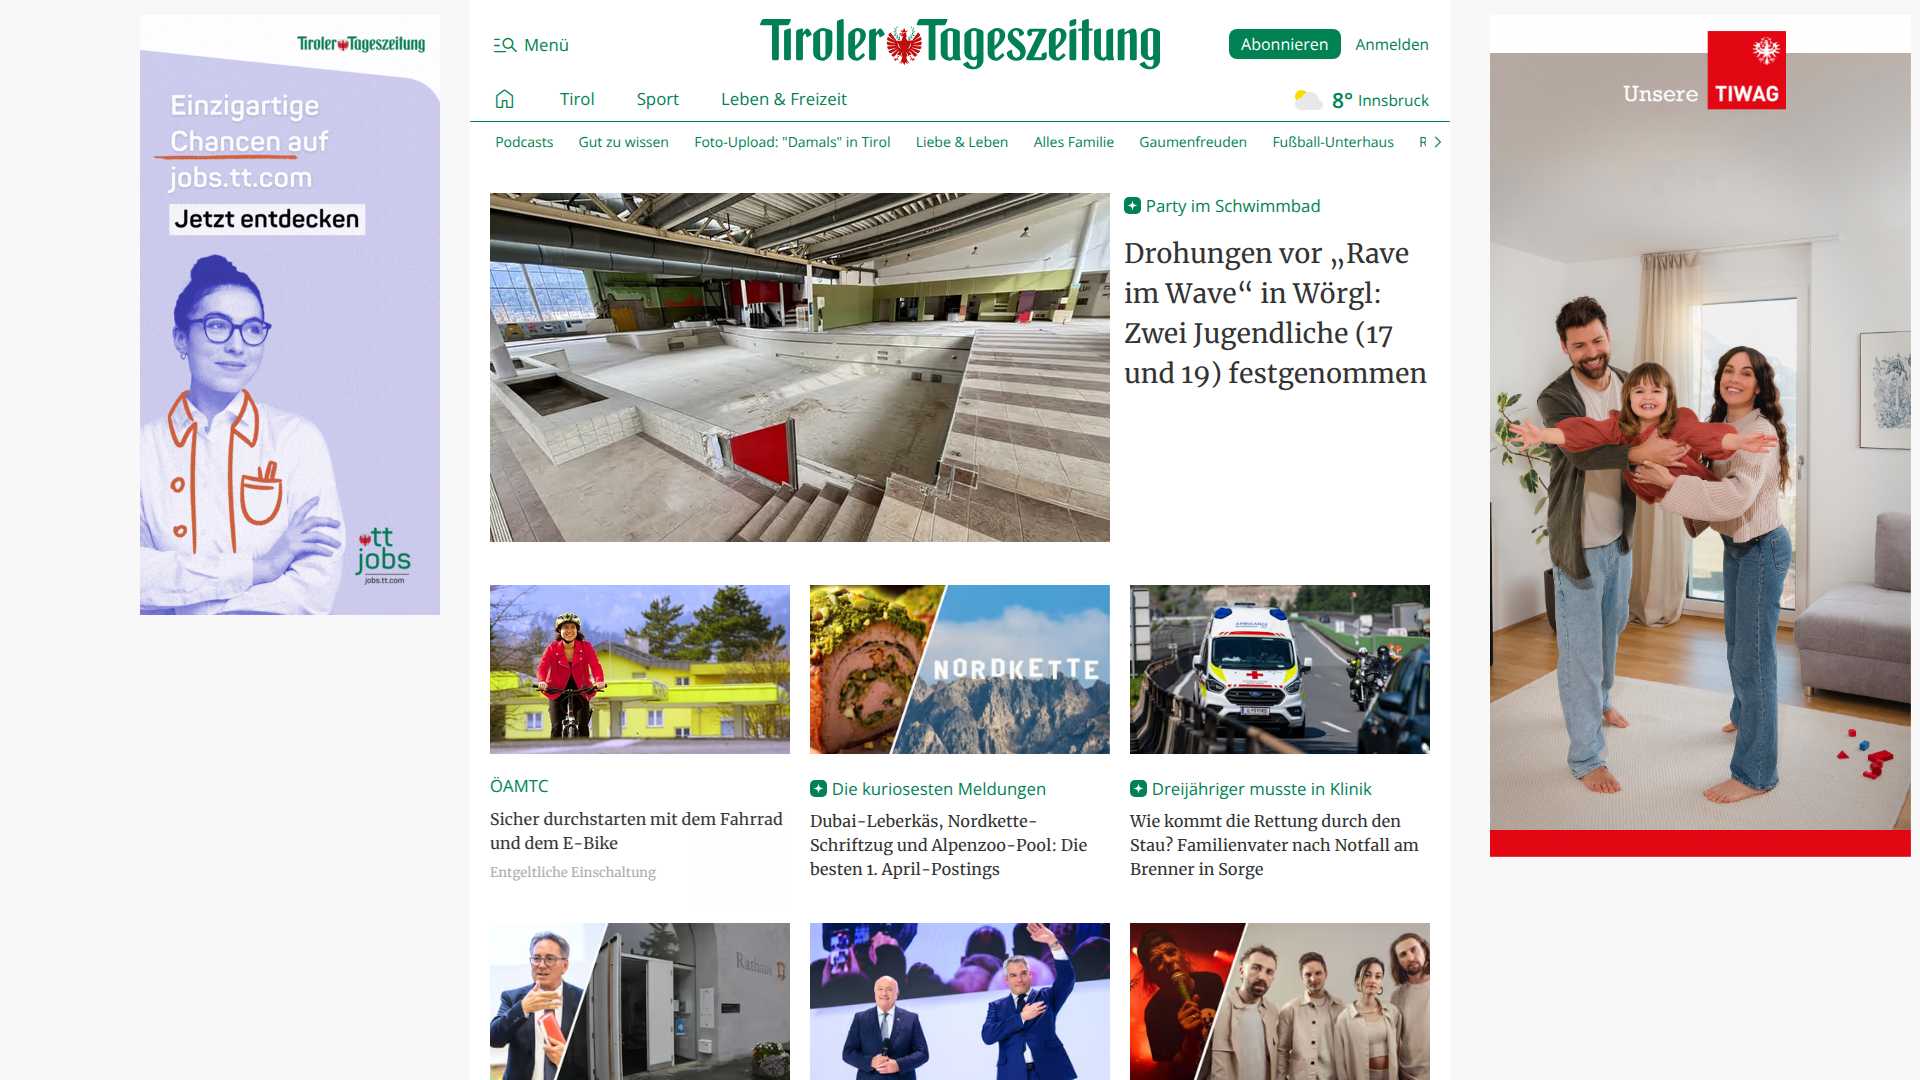 Tiroler Tageszeitung
Einzigartige
Chancen auf
jobs.tt.com
Jetzt entdecken
tt
jobs
jobs.tt.com
Menü
Tiroler Tageszeitung
Abonnieren
Anmelden
Tirol
Sport
Leben & Freizeit
8° Innsbruck
Podcasts
Gut zu wissen
Foto-Upload: "Damals" in Tirol
Liebe & Leben
Alles Familie
Gaumenfreuden
Fußball-Unterhaus
Party im Schwimmbad
Drohungen vor „Rave
im Wave“ in Wörgl:
Zwei Jugendliche (17
und 19) festgenommen
NORDKETTE
AMBULANCE
ÖAMTC
Sicher durchstarten mit dem Fahrrad
und dem E-Bike
Entgeltliche Einschaltung
Die kuriosesten Meldungen
Dubai-Leberkäs, Nordkette-
Schriftzug und Alpenzoo-Pool: Die
besten 1. April-Postings
Dreijähriger musste in Klinik
Wie kommt die Rettung durch den
Stau? Familienvater nach Notfall am
Brenner in Sorge
Rathaus
Unsere TIWAG